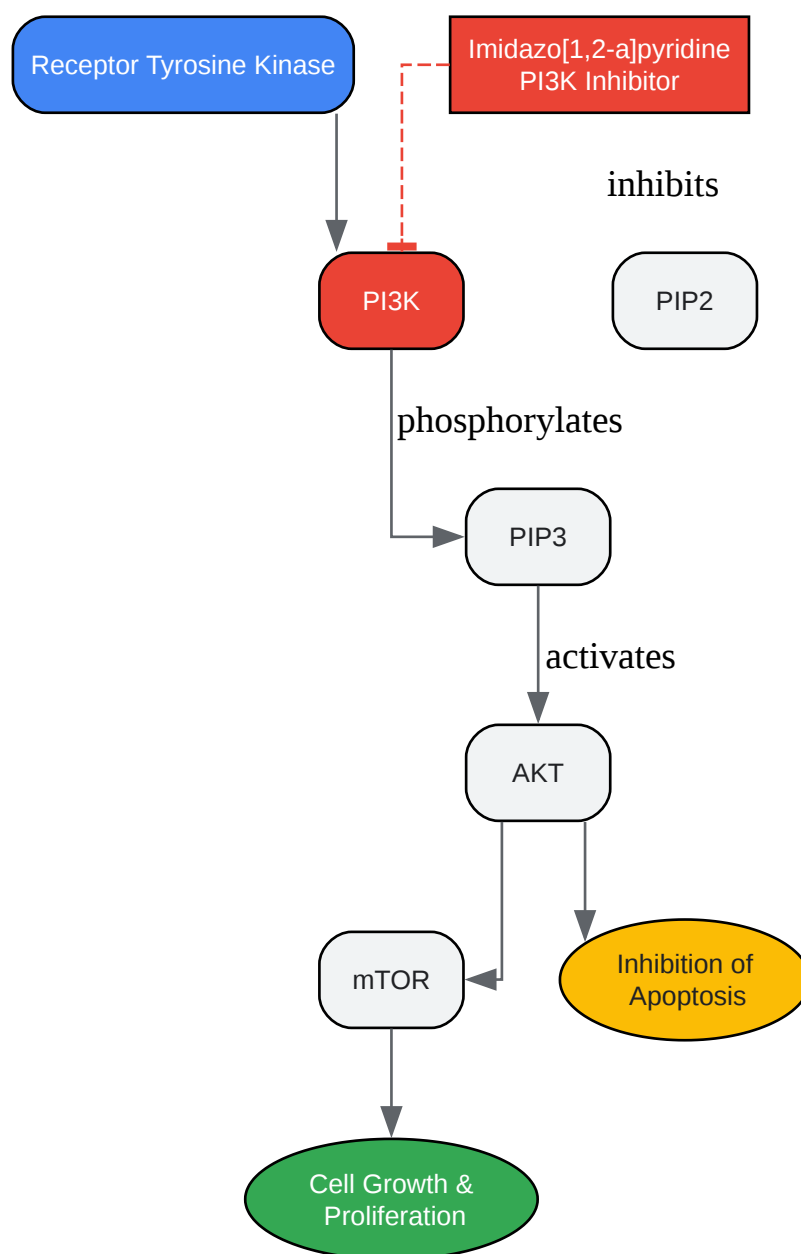 Receptor Tyrosine Kinase
Imidazo[1,2-a]pyridine
PI3K Inhibitor
inhibits
PI3K
PIP2
phosphorylates
PIP3
activates
AKT
mTOR
Inhibition of
Apoptosis
Cell Growth &
Proliferation